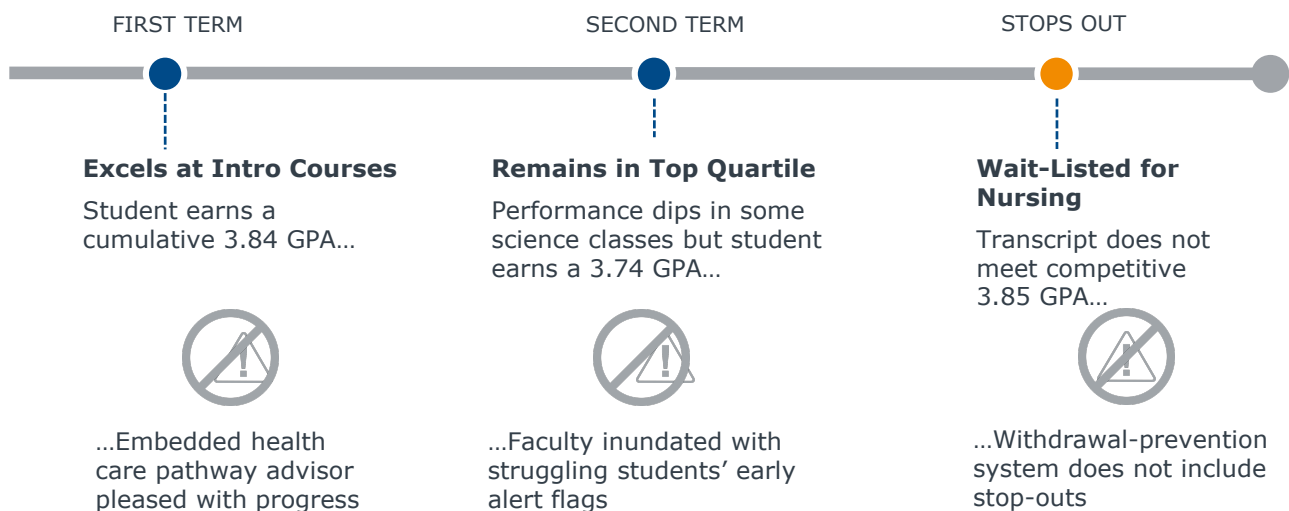 FIRST TERM
SECOND TERM
STOPS OUT
Excels at Intro Courses
Student earns a
cumulative 3.84 GPA…
…Embedded health
care pathway advisor
pleased with progress
Remains in Top Quartile
Performance dips in some
science classes but student
earns a 3.74 GPA…
…Faculty inundated with
struggling students’ early
alert flags
Wait-Listed for
Nursing
Transcript does not
meet competitive
3.85 GPA…
…Withdrawal-prevention
system does not include
stop-outs